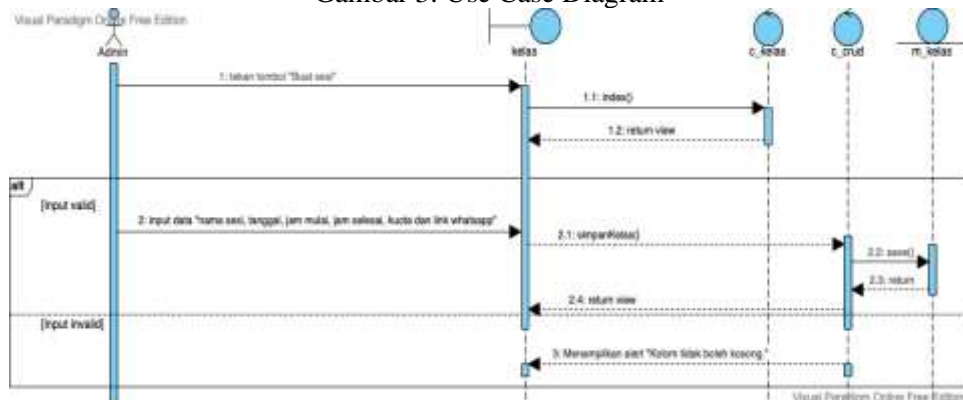 Gambar 3. Use Case Diagram
Visual Paradigm Online Free Edition
Admin
kelas
c_kelas
c_crud
m_kelas
1: tekan tombol "Buat sesi"
1.1: index()
1.2: return view
alt
[Input valid]
2: input data "nama sesi, tanggal, jam mulai, jam selesai, kuota dan link whatsapp"
2.1: simpanKelas()
2.2: save()
2.3: return
2.4: return view
[Input invalid]
3: Menampilkan alert "Kolom tidak boleh kosong."
Visual Paradigm Online Free Edition